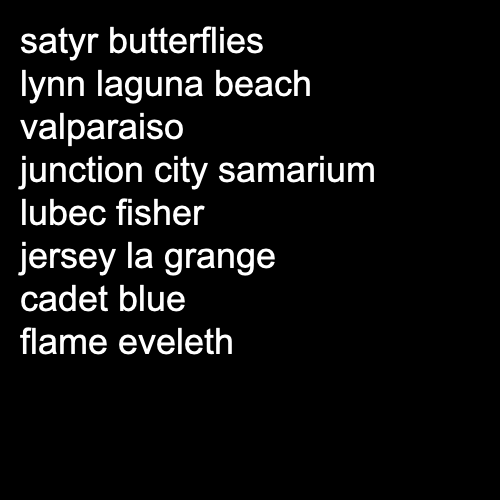 satyr butterflies
lynn laguna beach
valparaiso
junction city samarium
lubec fisher
jersey la grange
cadet blue
flame eveleth